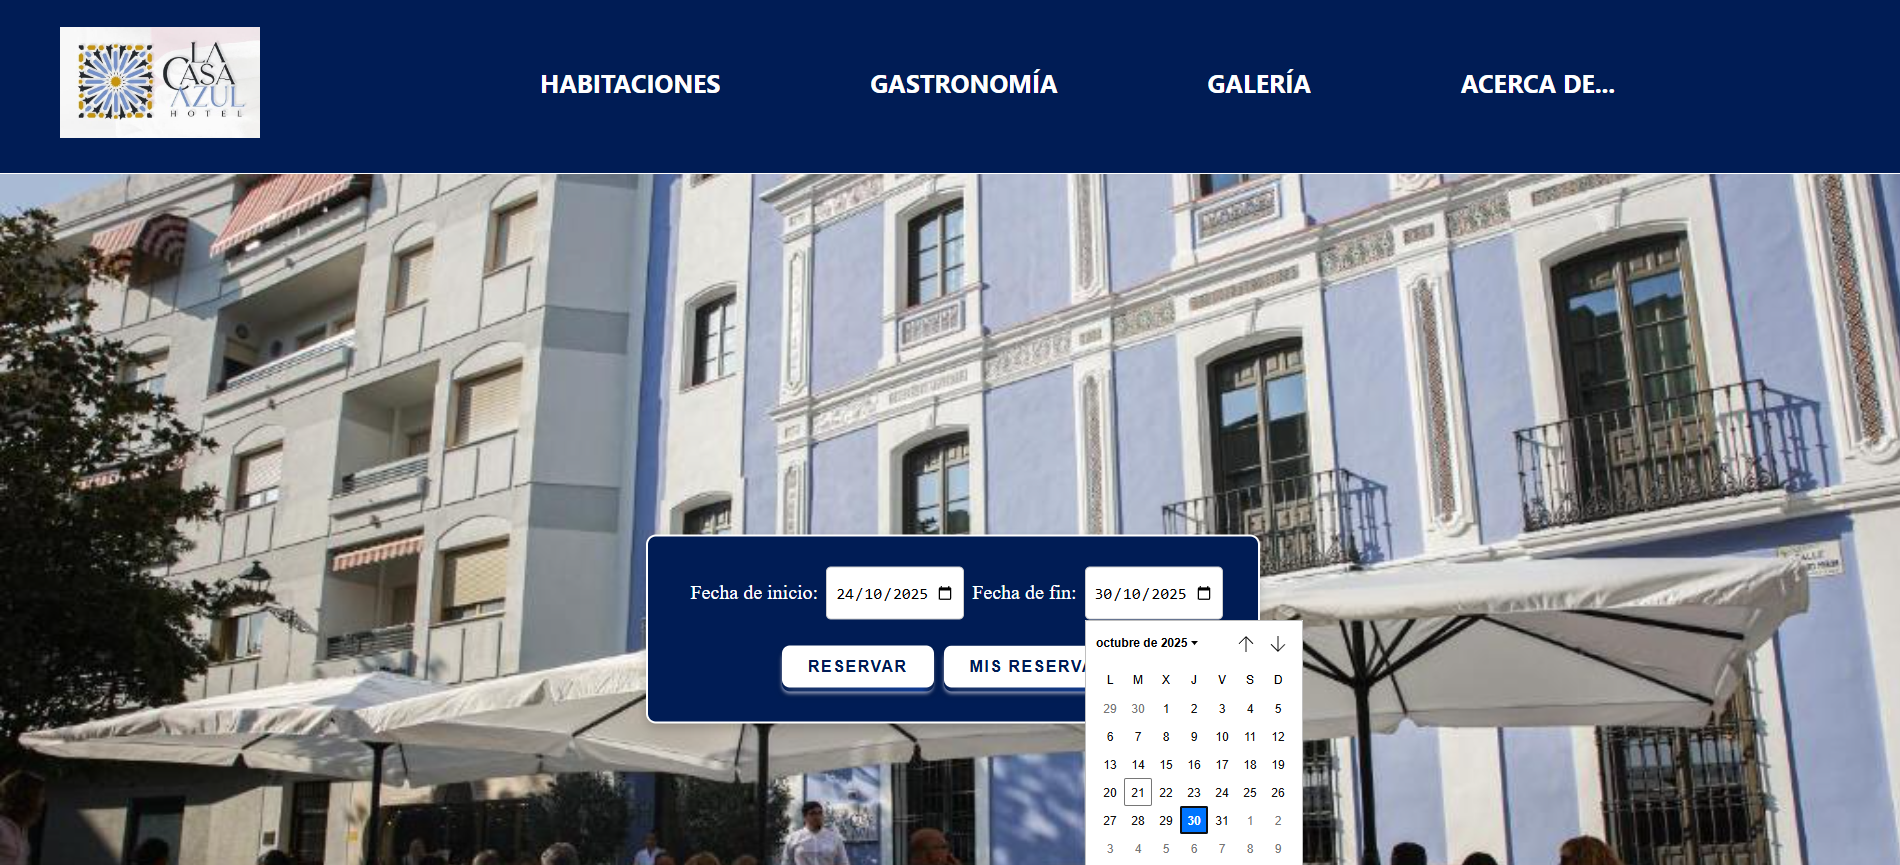 LA
CASA
AZUL
HOTEL
HABITACIONES
GASTRONOMÍA
GALERÍA
ACERCA DE...
CALLE
Fecha de inicio: 24/10/2025 Fecha de fin: 30/10/2025
RESERVAR
MIS RESERVA
octubre de 2025
L M X J V S D
29 30 1 2 3 4 5
6 7 8 9 10 11 12
13 14 15 16 17 18 19
20 21 22 23 24 25 26
27 28 29 30 31 1 2
3 4 5 6 7 8 9